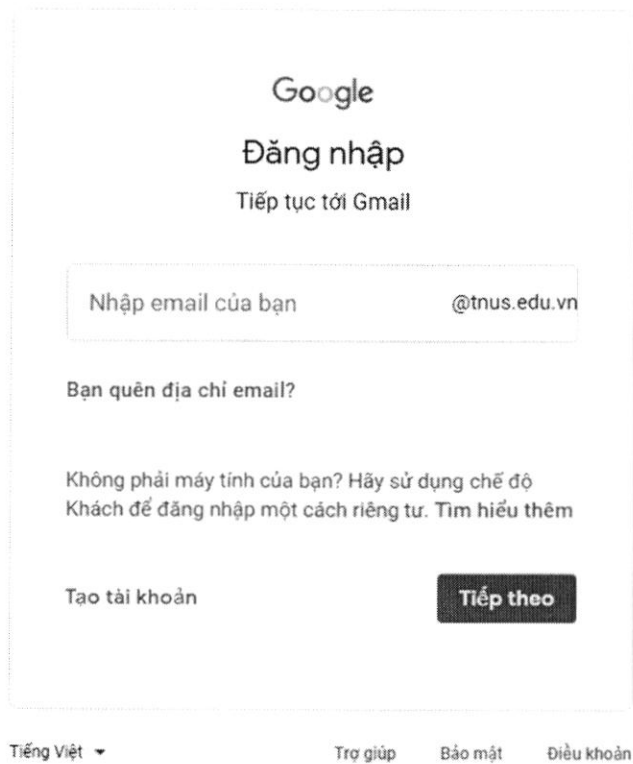 Google
Đăng nhập
Tiếp tục tới Gmail
Nhập email của bạn @tnus.edu.vn
Bạn quên địa chỉ email?
Không phải máy tính của bạn? Hãy sử dụng chế độ
Khách để đăng nhập một cách riêng tư. Tìm hiểu thêm
Tạo tài khoản Tiếp theo
Tiếng Việt Trợ giúp Bảo mật Điều khoản